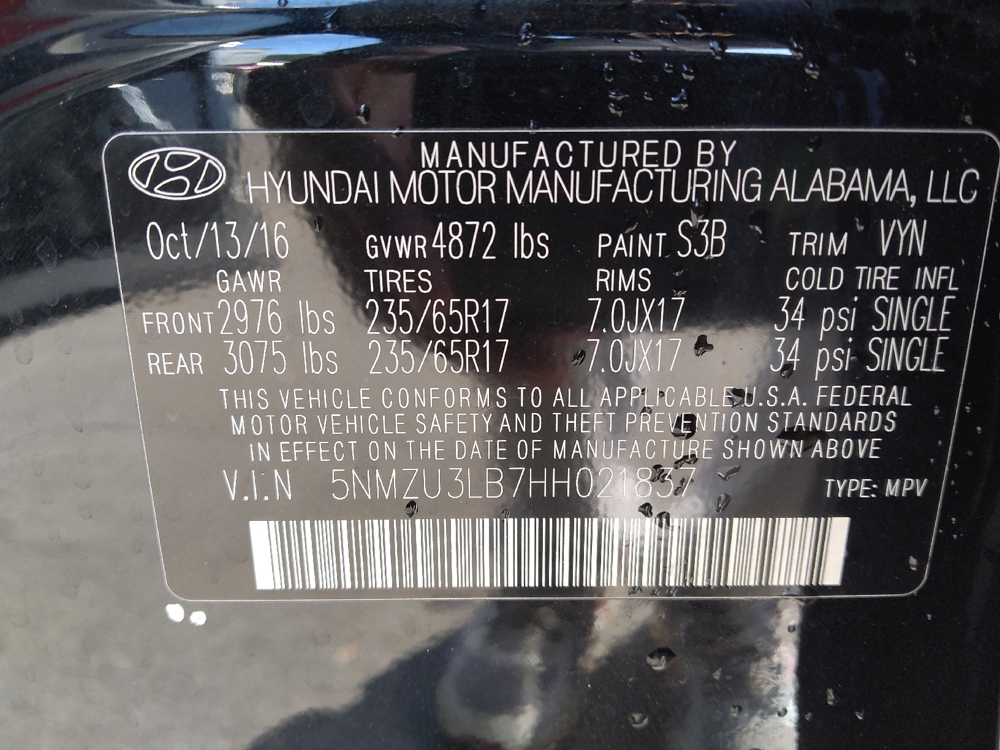 MANUFACTURED BY
HYUNDAI MOTOR MANUFACTURING ALABAMA, LLC
Oct/13/16 GVWR 4872 lbs PAINT S3B TRIM VYN
GAWR TIRES RIMS COLD TIRE INFL
FRONT 2976 lbs 235/65R17 7.0JX17 34 psi SINGLE
REAR 3075 lbs 235/65R17 7.0JX17 34 psi SINGLE
THIS VEHICLE CONFORMS TO ALL APPLICABLE U.S.A. FEDERAL
MOTOR VEHICLE SAFETY AND THEFT PREVENTION STANDARDS
IN EFFECT ON THE DATE OF MANUFACTURE SHOWN ABOVE
V.I.N 5NMZU3LB7HH021837 TYPE: MPV